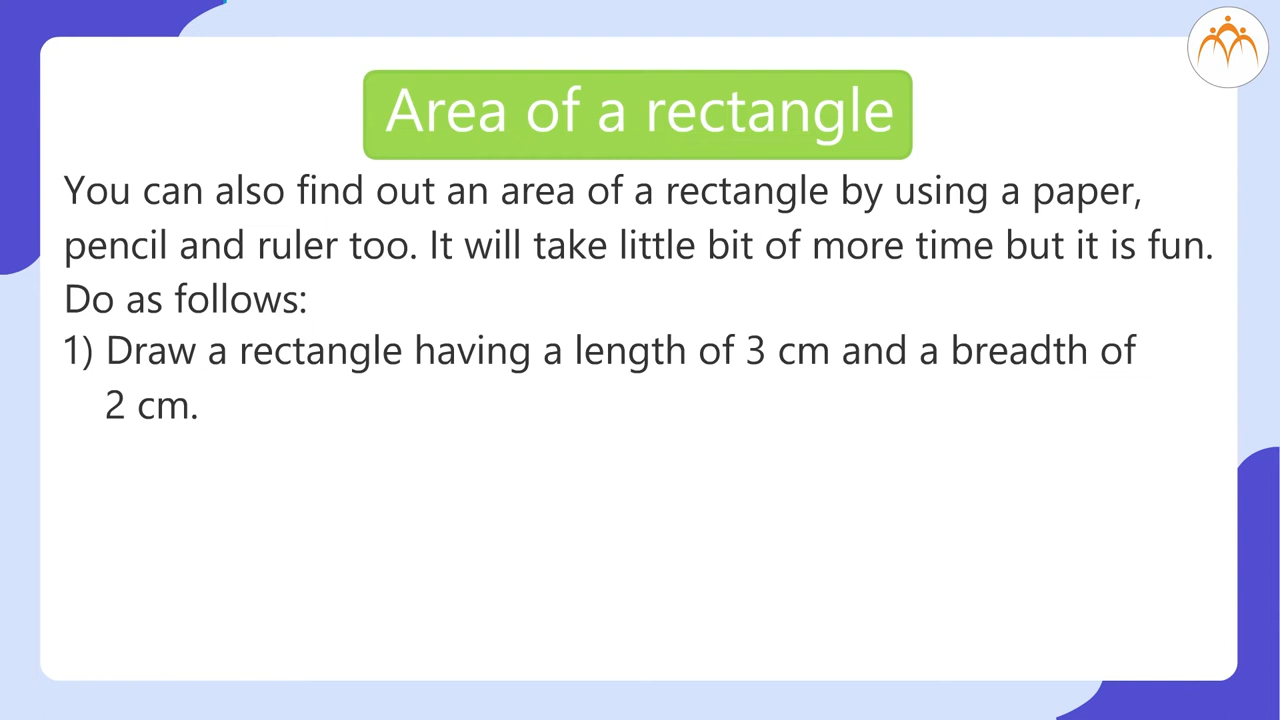 Area of a rectangle
You can also find out an area of a rectangle by using a paper,
pencil and ruler too. It will take little bit of more time but it is fun.
Do as follows:
1) Draw a rectangle having a length of 3 cm and a breadth of
2 cm.